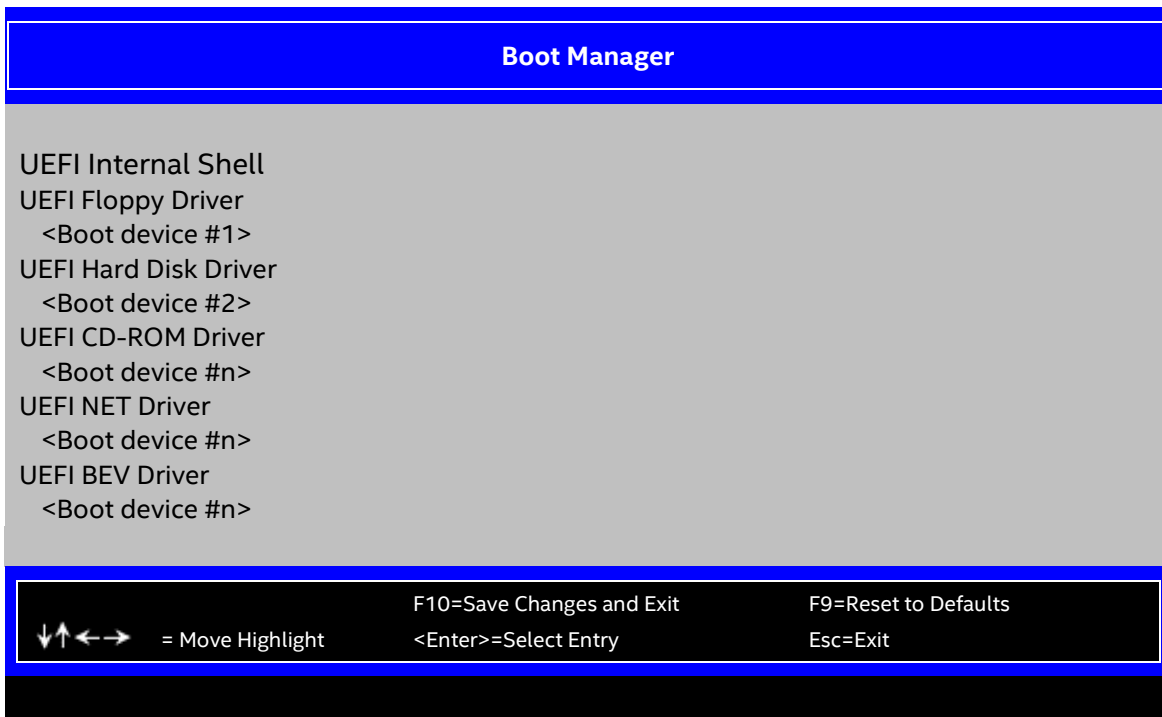 Boot Manager
UEFI Internal Shell
UEFI Floppy Driver
<Boot device #1>
UEFI Hard Disk Driver
<Boot device #2>
UEFI CD-ROM Driver
<Boot device #n>
UEFI NET Driver
<Boot device #n>
UEFI BEV Driver
<Boot device #n>
F10=Save Changes and Exit F9=Reset to Defaults
↓↑←→ = Move Highlight <Enter>=Select Entry Esc=Exit